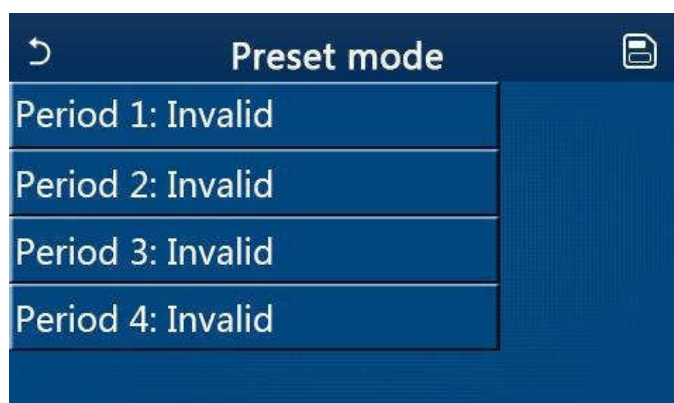 Preset mode
Period 1: Invalid
Period 2: Invalid
Period 3: Invalid
Period 4: Invalid